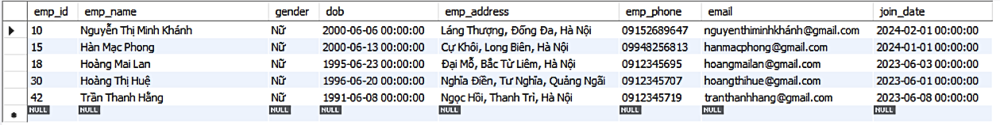 emp_id emp_name gender dob emp_address emp_phone email join_date
10 Nguyễn Thị Minh Khánh Nữ 2000-06-06 00:00:00 Láng Thượng, Đống Đa, Hà Nội 09152689647 nguyenthiminhkhánh@gmail.com 2024-02-01 00:00:00
15 Hàn Mạc Phong Nữ 2000-06-13 00:00:00 Cự Khôi, Long Biên, Hà Nội 09948256813 hanmacphong@gmail.com 2024-01-01 00:00:00
18 Hoàng Mai Lan Nữ 1995-06-23 00:00:00 Đại Mỗ, Bắc Từ Liêm, Hà Nội 0912345695 hoangmailan@gmail.com 2023-06-03 00:00:00
30 Hoàng Thị Huệ Nữ 1996-06-20 00:00:00 Nghĩa Điền, Tư Nghĩa, Quảng Ngãi 0912345707 hoangthihue@gmail.com 2023-06-01 00:00:00
42 Trần Thanh Hằng Nữ 1991-06-08 00:00:00 Ngọc Hồi, Thanh Trì, Hà Nội 0912345719 tranthanhhang@gmail.com 2023-06-08 00:00:00
NULL NULL NULL NULL NULL NULL NULL NULL